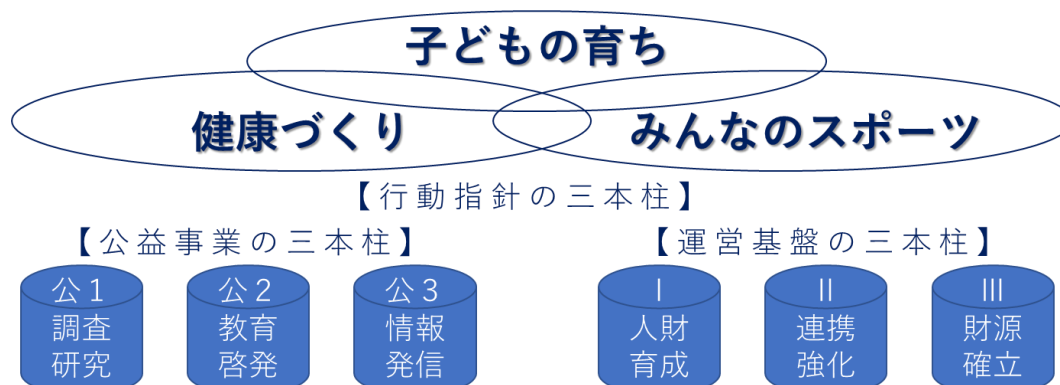 子どもの育ち
健康づくり
みんなのスポーツ
【行動指針の三本柱】
【公益事業の三本柱】
【運営基盤の三本柱】
公1
調査
研究
公2
教育
啓発
公3
情報
発信
Ⅰ
人財
育成
Ⅱ
連携
強化
Ⅲ
財源
確立